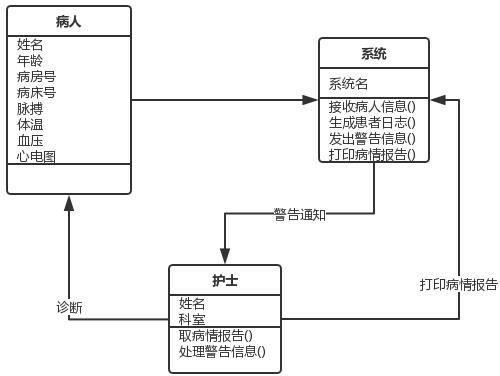 病人
姓名
年龄
病房号
病床号
脉搏
体温
血压
心电图
系统
系统名
接收病人信息()
生成患者日志()
发出警告信息()
打印病情报告()
警告通知
护士
姓名
科室
取病情报告()
处理警告信息()
诊断
打印病情报告